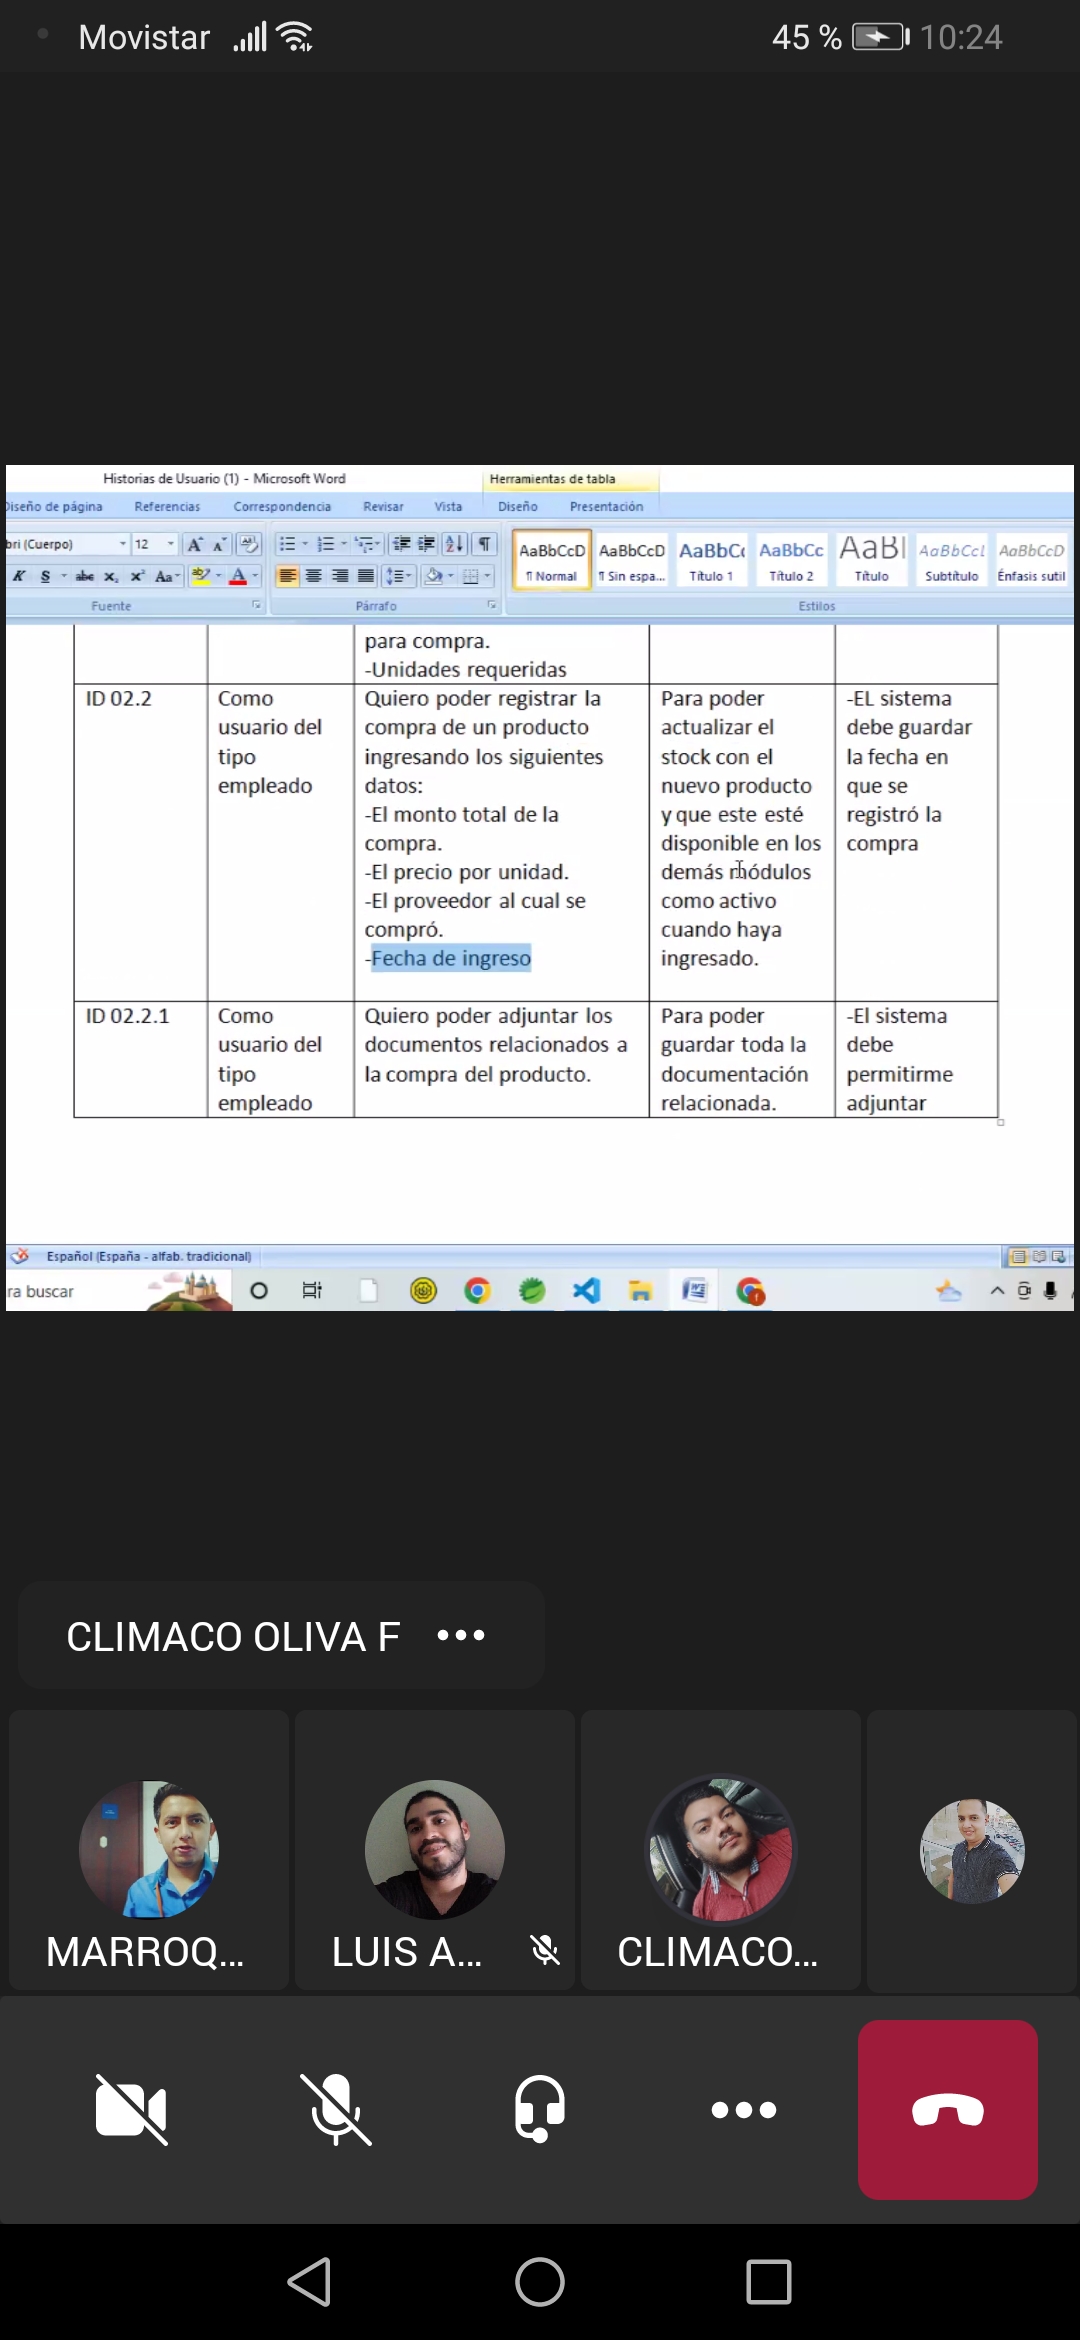 Movistar 45 % 10:24
Historias de Usuario (1) - Microsoft Word Herramientas de tabla
Diseño de página Referencias Correspondencia Revisar Vista Diseño Presentación
bri (Cuerpo) 12 A A Aa AaBbCcD AaBbCcD AaBbC AaBbCc AaB AaBbCcL AaBbCcD
K S abc x₂ x² Aa A ¶ Normal ¶ Sin espa... Título 1 Título 2 Título Subtítulo Énfasis sutil
Fuente Párrafo Estilos
para compra.
-Unidades requeridas
ID 02.2
Como
usuario del
tipo
empleado
Quiero poder registrar la
compra de un producto
ingresando los siguientes
datos:
-El monto total de la
compra.
-El precio por unidad.
-El proveedor al cual se
compró.
-Fecha de ingreso
Para poder
actualizar el
stock con el
nuevo producto
y que este esté
disponible en los
demás módulos
como activo
cuando haya
ingresado.
-EL sistema
debe guardar
la fecha en
que se
registró la
compra
ID 02.2.1
Como
usuario del
tipo
empleado
Quiero poder adjuntar los
documentos relacionados a
la compra del producto.
Para poder
guardar toda la
documentación
relacionada.
-El sistema
debe
permitirme
adjuntar
Español (España - alfab. tradicional)
ra buscar
CLIMACO OLIVA F
MARROQ... LUIS A... CLIMACO...